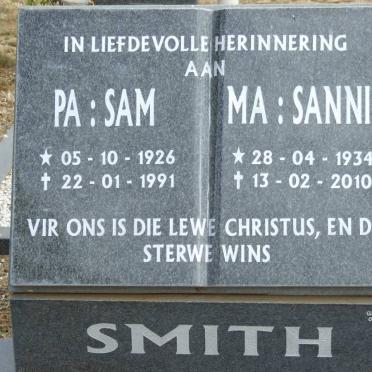 IN LIEFDEVOLLE HERINNERING
AAN
PA : SAM MA : SANNI
★ 05 - 10 - 1926 ★ 28 - 04 - 1934
✝ 22 - 01 - 1991 ✝ 13 - 02 - 2010
VIR ONS IS DIE LEWE CHRISTUS, EN D
STERWE WINS
SMITH